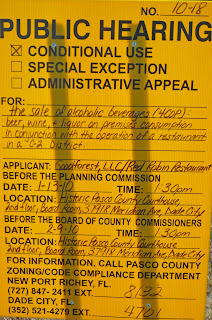 NO. 10-18
PUBLIC HEARING
☒ CONDITIONAL USE
☐ SPECIAL EXCEPTION
☐ ADMINISTRATIVE APPEAL
FOR:
the sale of alcoholic beverages (4COP):
beer, wine, + liquor on premises consumption
in conjunction with the operation of a restaurant
in a "C2 District
APPLICANT: Goodforest, LLC/Red Robin Restaurant
BEFORE THE PLANNING COMMISSION
DATE: 1-13-10 TIME: 1:30pm
LOCATION: Historic Pasco County Courthouse
2nd Floor, Board Room, 37918 Meridian Ave, Dade City
BEFORE THE BOARD OF COUNTY COMMISSIONERS
DATE: 2-9-10 TIME: 1:30pm
LOCATION: Historic Pasco County Courthouse
2nd Floor, Board Room, 37918 Meridian Ave, Dade City
FOR INFORMATION, CALL PASCO COUNTY
ZONING/CODE COMPLIANCE DEPARTMENT
NEW PORT RICHEY, FL.
(727) 847-2411 EXT. 8132
DADE CITY, FL.
(352) 521-4279 EXT. 4701